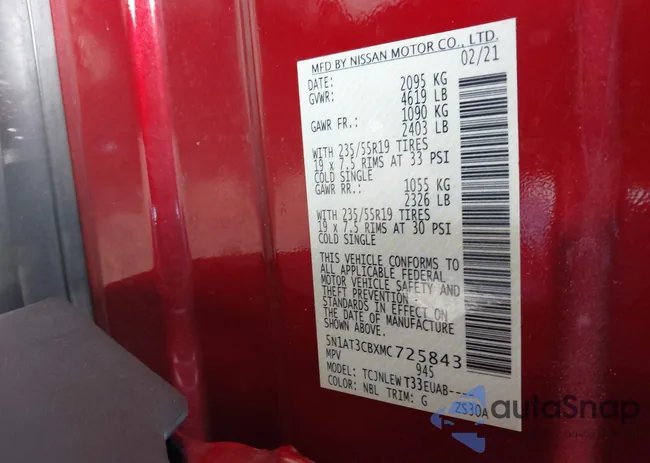 MFD BY NISSAN MOTOR CO., LTD.
DATE: 02/21
GVWR: 2095 KG
4619 LB
GAWR FR.: 1090 KG
2403 LB
WITH 235/55R19 TIRES
19 x 7.5 RIMS AT 33 PSI
COLD SINGLE
GAWR RR.: 1055 KG
2326 LB
WITH 235/55R19 TIRES
19 x 7.5 RIMS AT 30 PSI
COLD SINGLE
THIS VEHICLE CONFORMS TO
ALL APPLICABLE FEDERAL
MOTOR VEHICLE SAFETY AND
THEFT PREVENTION
STANDARDS IN EFFECT ON
THE DATE OF MANUFACTURE
SHOWN ABOVE.
5N1AT3CBXMC725843
MPV 945
MODEL: TCJNLEWT33EUAB----
COLOR: NBL TRIM: G ZS30A
autoSnap